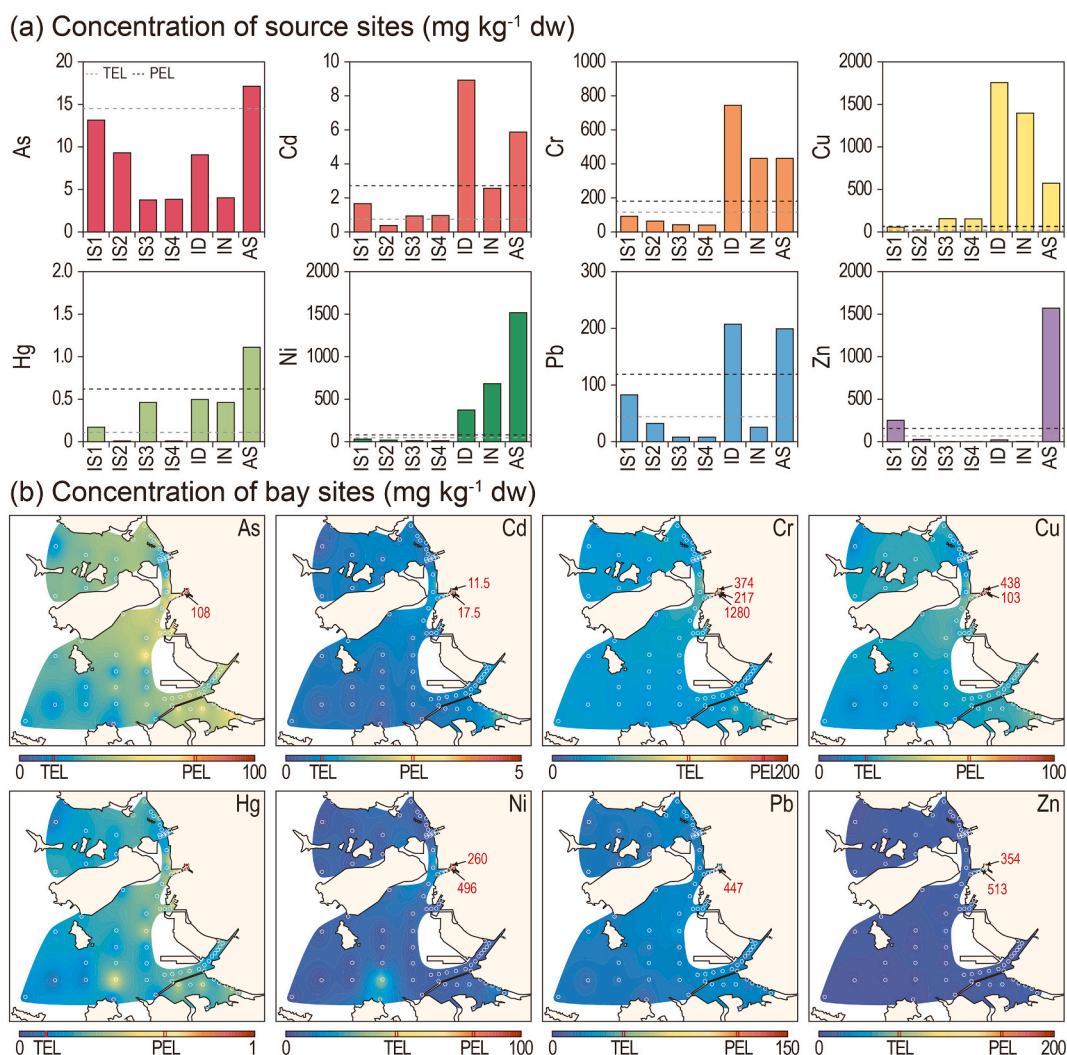 (a) Concentration of source sites (mg kg-1 dw)
As
20
15
10
5
0
TEL PEL
IS1 IS2 IS3 IS4 ID IN AS
Cd
10
8
6
4
2
0
IS1 IS2 IS3 IS4 ID IN AS
Cr
1000
800
600
400
200
0
IS1 IS2 IS3 IS4 ID IN AS
Cu
2000
1500
1000
500
0
IS1 IS2 IS3 IS4 ID IN AS
Hg
2.0
1.5
1.0
0.5
0
IS1 IS2 IS3 IS4 ID IN AS
Ni
2000
1500
1000
500
0
IS1 IS2 IS3 IS4 ID IN AS
Pb
300
200
100
0
IS1 IS2 IS3 IS4 ID IN AS
Zn
2000
1500
1000
500
0
IS1 IS2 IS3 IS4 ID IN AS
(b) Concentration of bay sites (mg kg-1 dw)
As
108
0 TEL PEL 100
Cd
11.5
17.5
0 TEL PEL 5
Cr
374
217
1280
0 TEL PEL 200
Cu
438
103
0 TEL PEL 100
Hg
0 TEL PEL 1
Ni
260
496
0 TEL PEL 100
Pb
447
0 TEL PEL 150
Zn
354
513
0 TEL PEL 200